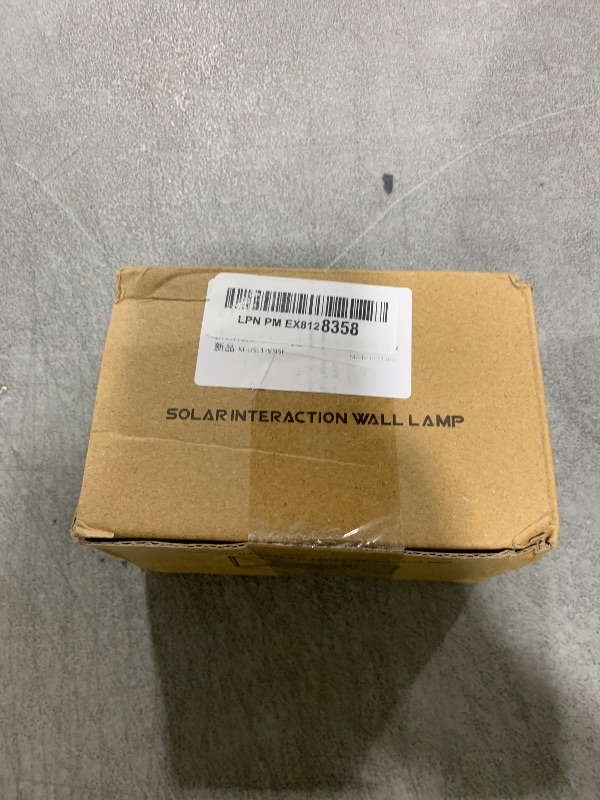 LPN PM EX8128358
新品
SOLAR INTERACTION WALL LAMP